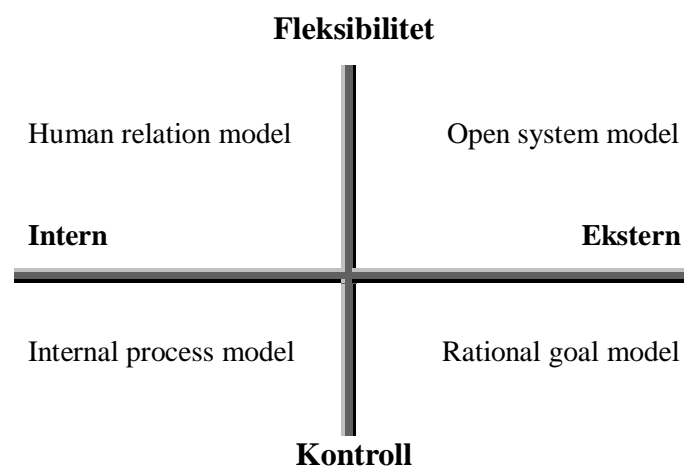 Fleksibilitet
Human relation model
Open system model
Intern
Ekstern
Internal process model
Rational goal model
Kontroll